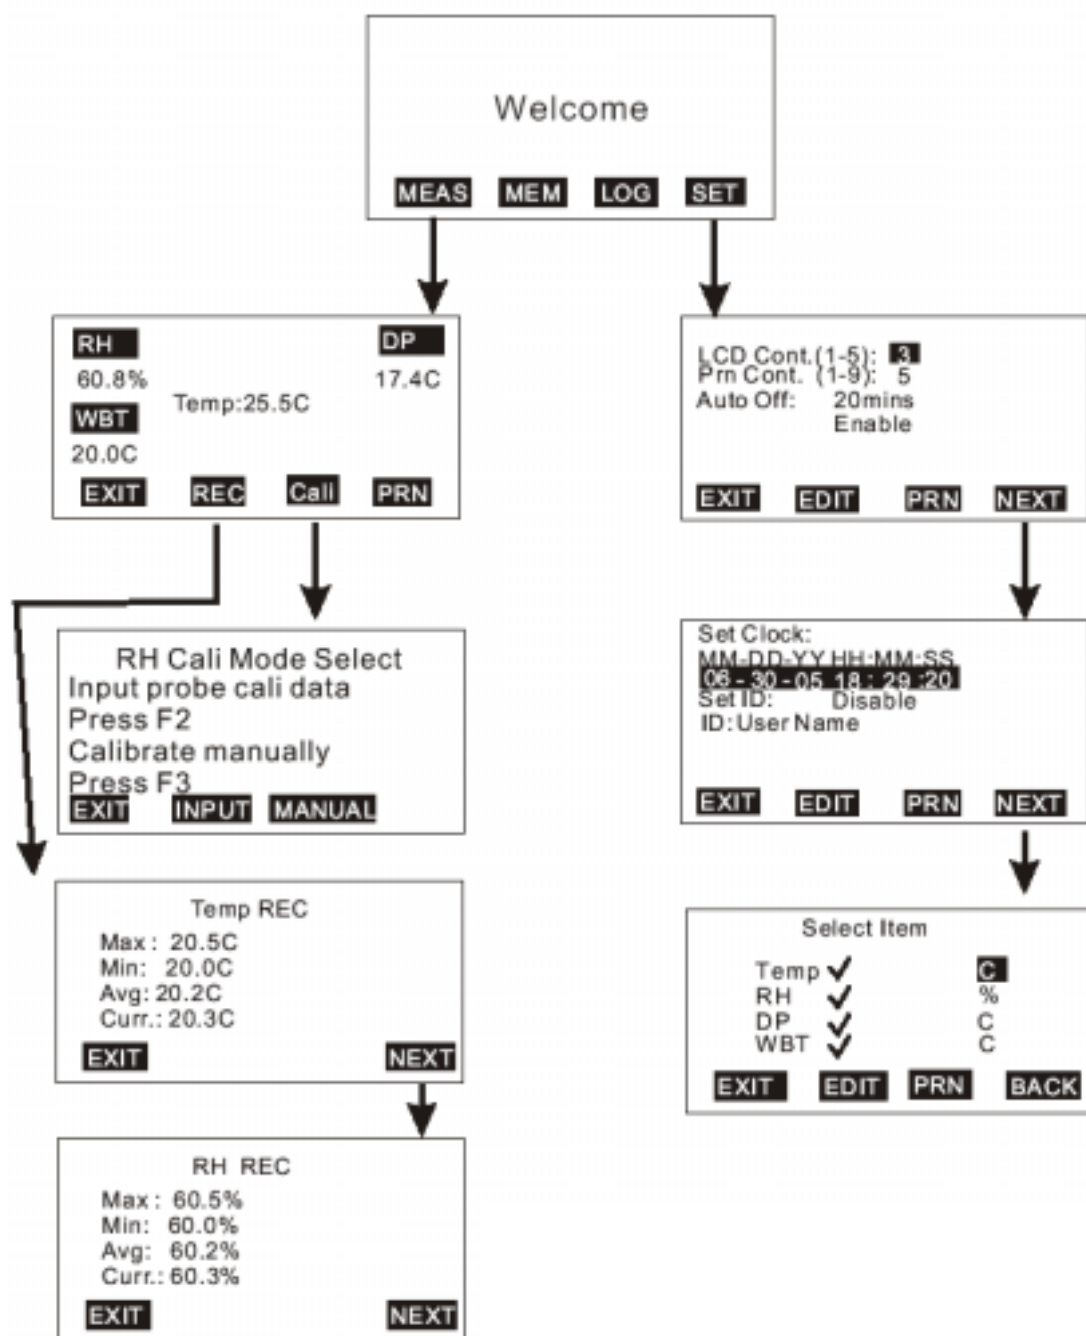 Welcome
MEAS MEM LOG SET
RH DP
60.8% 17.4C
Temp:25.5C
WBT
20.0C
EXIT REC Cali PRN
LCD Cont.(1-5): 3
Prn Cont. (1-9): 5
Auto Off: 20mins
Enable
EXIT EDIT PRN NEXT
RH Cali Mode Select
Input probe cali data
Press F2
Calibrate manually
Press F3
EXIT INPUT MANUAL
Set Clock:
MM-DD-YY HH:MM:SS
06 - 30 - 05 18 : 29 :20
Set ID: Disable
ID: User Name
EXIT EDIT PRN NEXT
Temp REC
Max : 20.5C
Min: 20.0C
Avg: 20.2C
Curr.: 20.3C
EXIT NEXT
Select Item
Temp ✓ C
RH ✓ %
DP ✓ C
WBT ✓ C
EXIT EDIT PRN BACK
RH REC
Max : 60.5%
Min: 60.0%
Avg: 60.2%
Curr.: 60.3%
EXIT NEXT